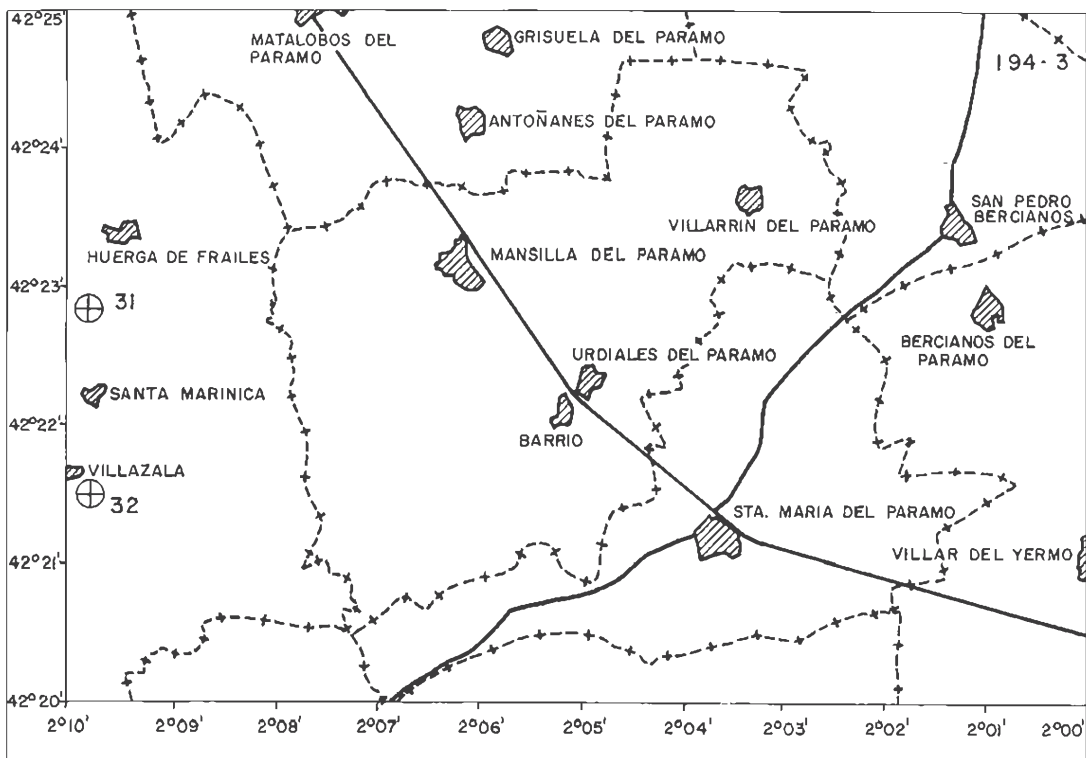 42°25'
MATALOBOS DEL
PARAMO
GRISUELA DEL PARAMO
194-3
ANTOÑANES DEL PARAMO
42°24'
HUERGA DE FRAILES
MANSILLA DEL PARAMO
VILLARRIN DEL PARAMO
SAN PEDRO
BERCIANOS
42°23'
31
BERCIANOS DEL
PARAMO
URDIALES DEL PARAMO
SANTA MARINICA
42°22'
BARRIO
VILLAZALA
32
STA. MARIA DEL PARAMO
42°21'
VILLAR DEL YERMO
42°20'
2°10' 2°09' 2°08' 2°07' 2°06' 2°05' 2°04' 2°03' 2°02' 2°01' 2°00'